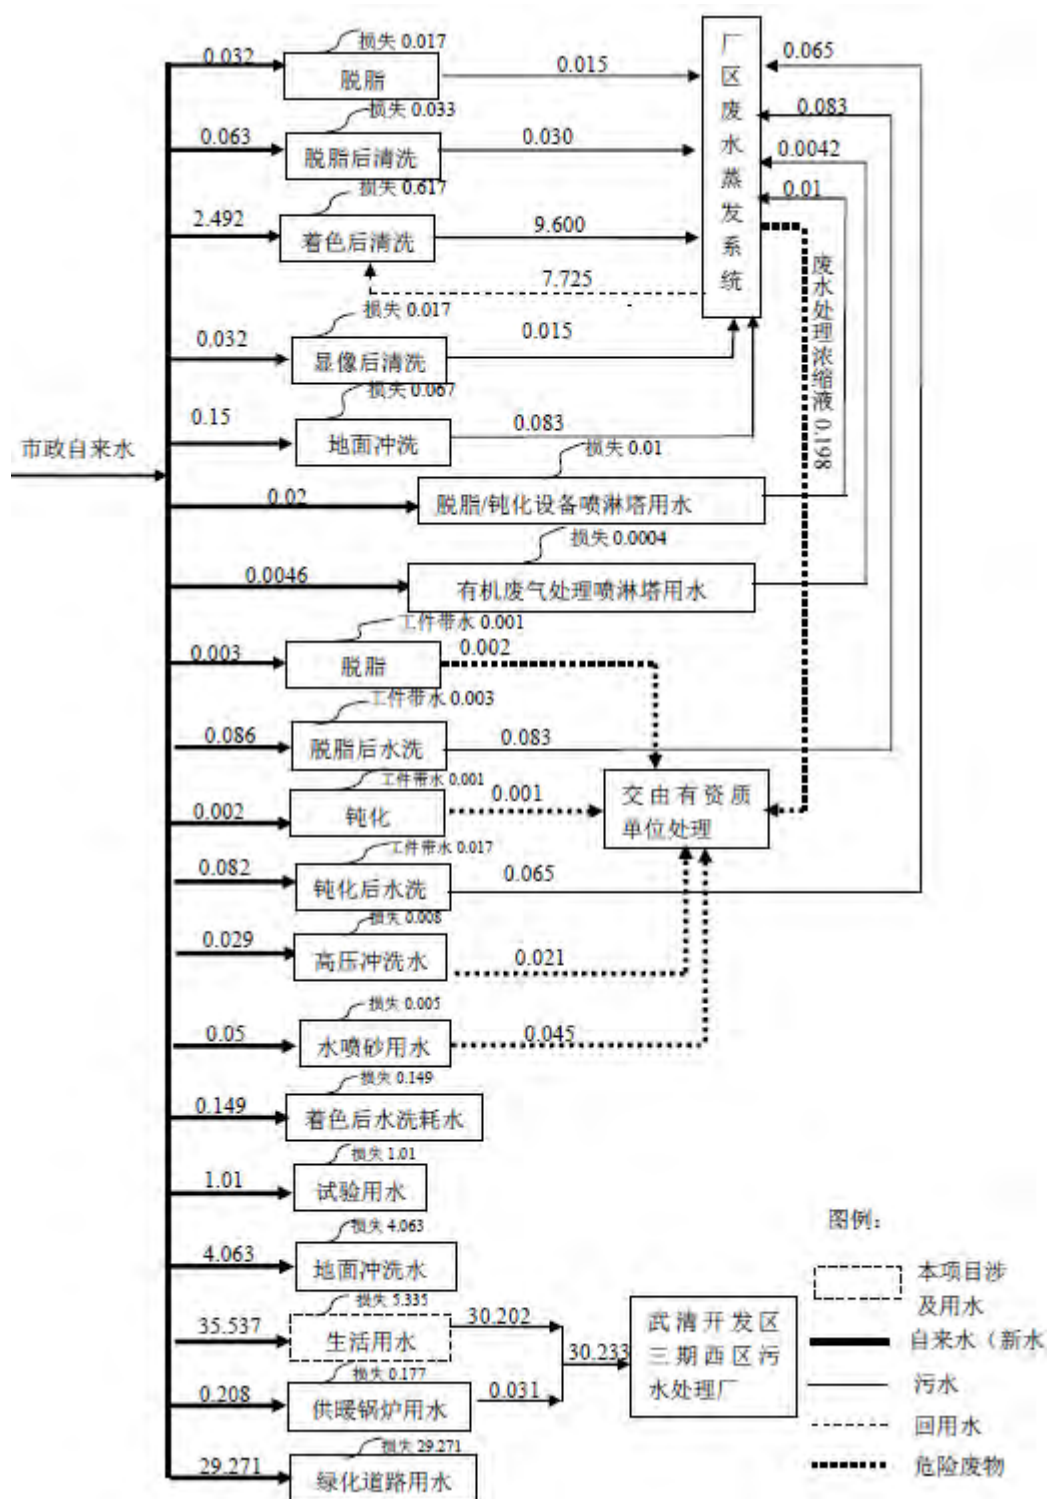 损失 0.017
0.032
脱脂
0.015
厂区废水蒸发系统
0.065
损失 0.033
0.063
脱脂后清洗
0.030
0.083
0.0042
损失 0.617
0.01
2.492
着色后清洗
9.600
7.725
损失 0.017
0.032
显像后清洗
0.015
废水处理浓缩液 0.198
损失 0.067
0.15
地面冲洗
0.083
市政自来水
损失 0.01
0.02
脱脂/钝化设备喷淋塔用水
损失 0.0004
0.0046
有机废气处理喷淋塔用水
工件带水 0.001
0.003
脱脂
0.002
工件带水 0.003
0.086
脱脂后水洗
0.083
工件带水 0.001
0.002
钝化
0.001
交由有资质
单位处理
工件带水 0.017
0.082
钝化后水洗
0.065
损失 0.008
0.029
高压冲洗水
0.021
损失 0.005
0.05
水喷砂用水
0.045
损失 0.149
0.149
着色后水洗耗水
损失 1.01
1.01
试验用水
损失 4.063
4.063
地面冲洗水
损失 5.335
35.537
生活用水
30.202
30.233
武清开发区
三期西区污
水处理厂
损失 0.177
0.208
供暖锅炉用水
0.031
损失 29.271
29.271
绿化道路用水
图例：
本项目涉
及用水
自来水（新水
污水
回用水
危险废物